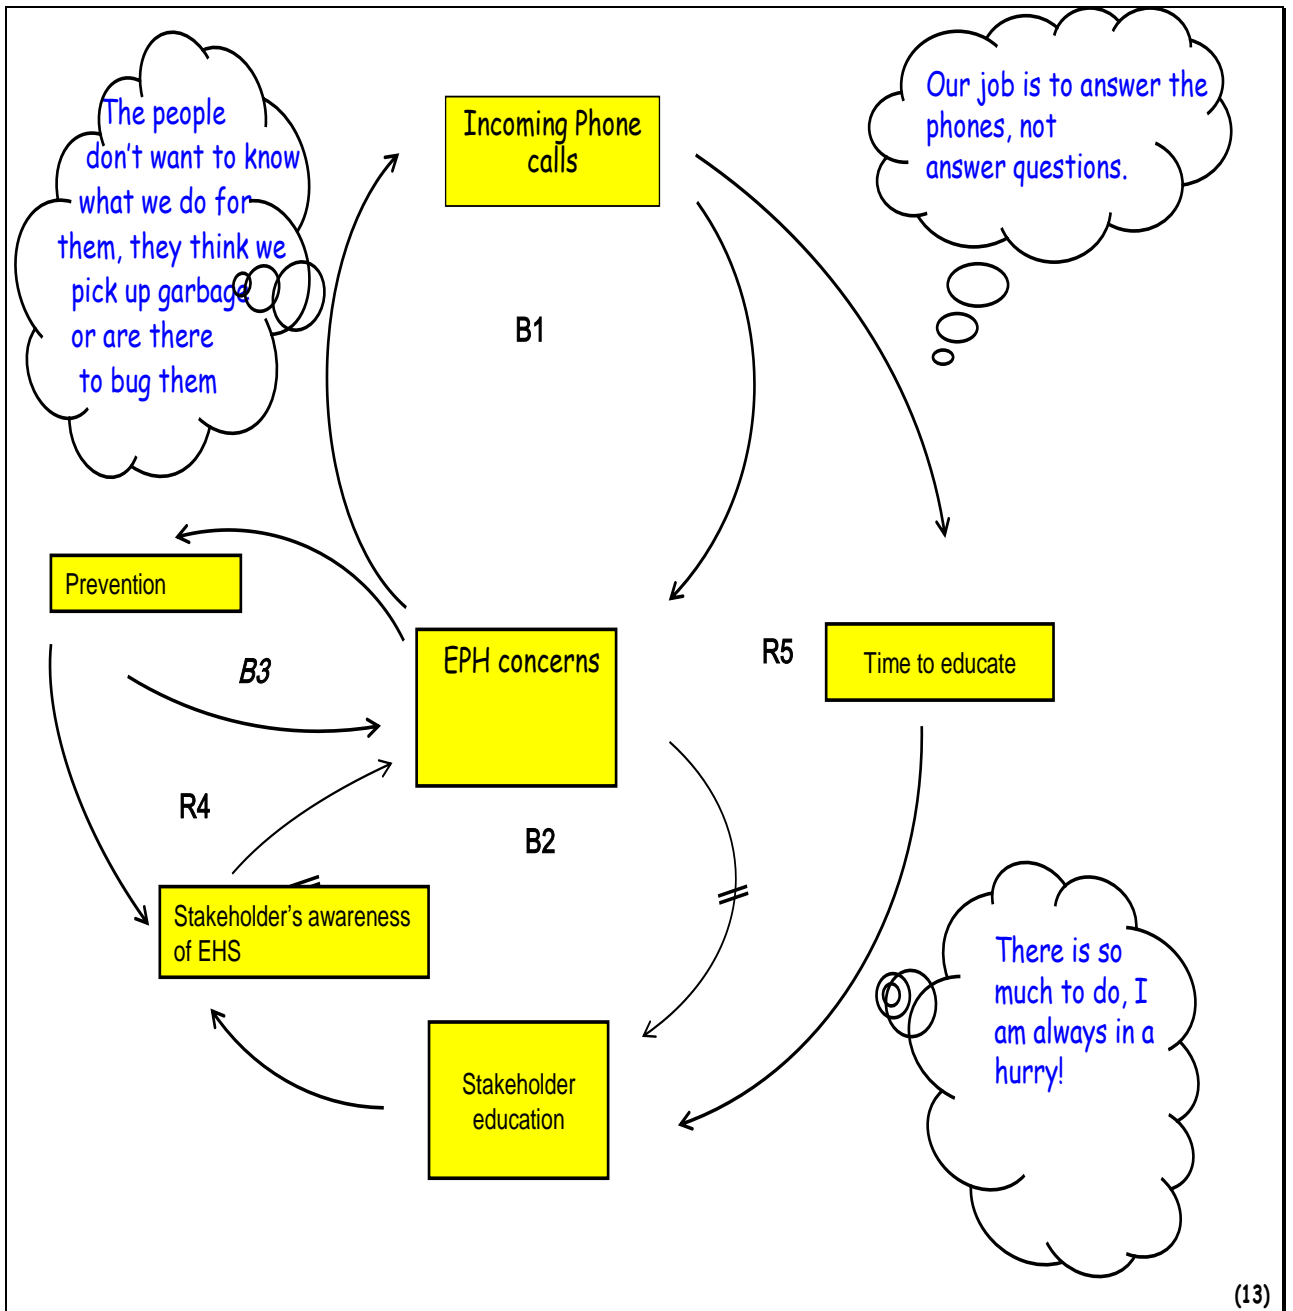 The people
don't want to know
what we do for
them, they think we
pick up garbage
or are there
to bug them
Incoming Phone
calls
Our job is to answer the
phones, not
answer questions.
B1
Prevention
B3
EPH concerns
R5
Time to educate
R4
B2
Stakeholder's awareness
of EHS
Stakeholder
education
There is so
much to do, I
am always in a
hurry!
(13)